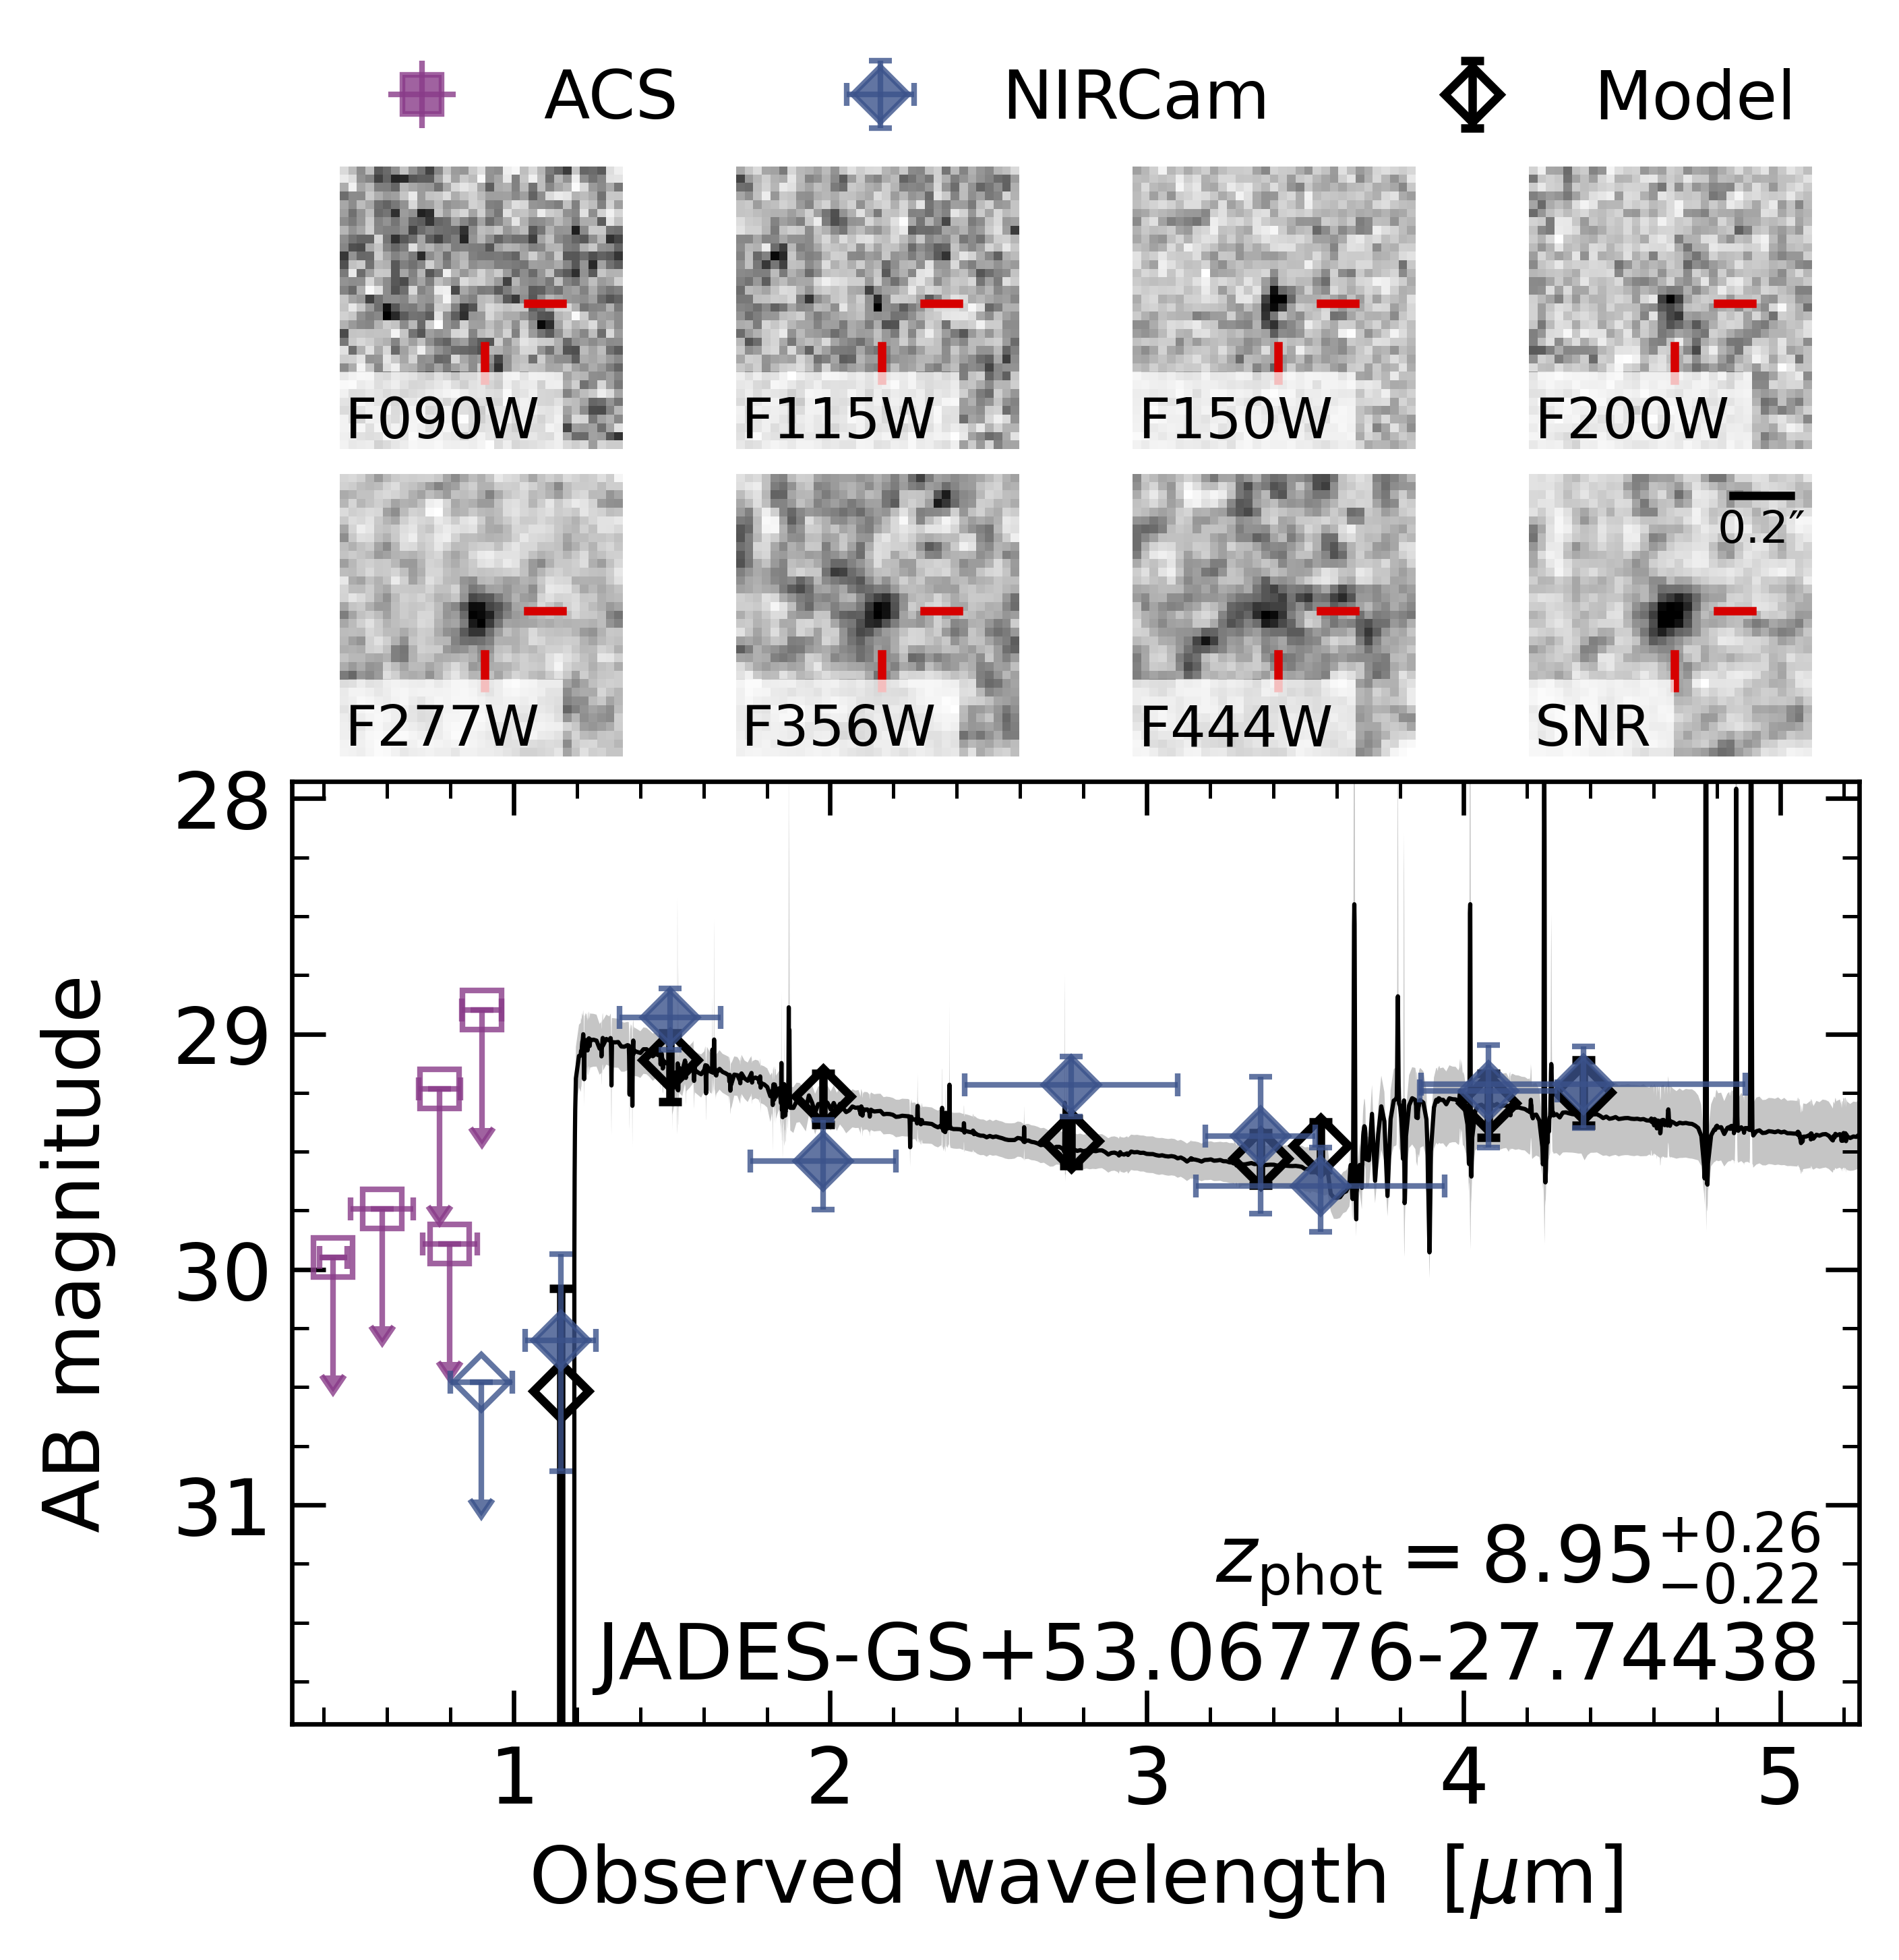 ACS NIRCam Model
F090W F115W F150W F200W
0.2″
F277W F356W F444W SNR
28
29
30
31
AB magnitude
z_phot = 8.95 +0.26 −0.22
JADES-GS+53.06776-27.74438
1 2 3 4 5
Observed wavelength [μm]